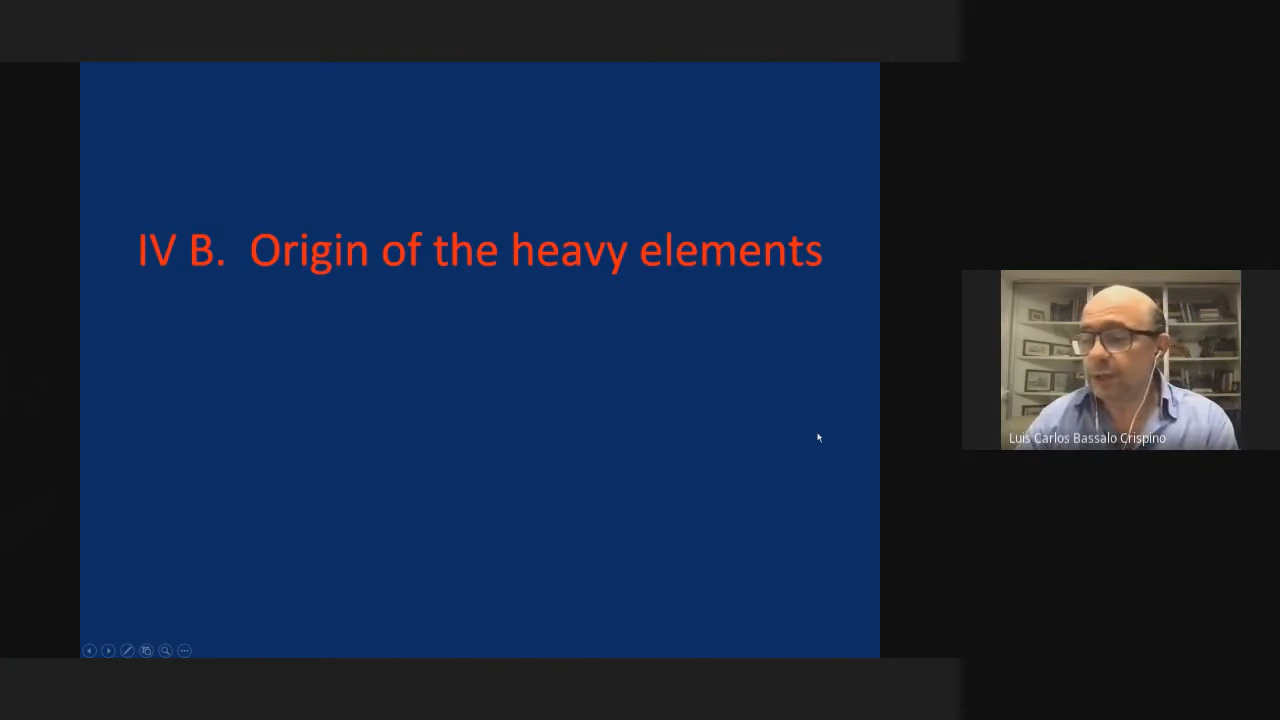 IV B. Origin of the heavy elements
Luis Carlos Bassalo Crispino